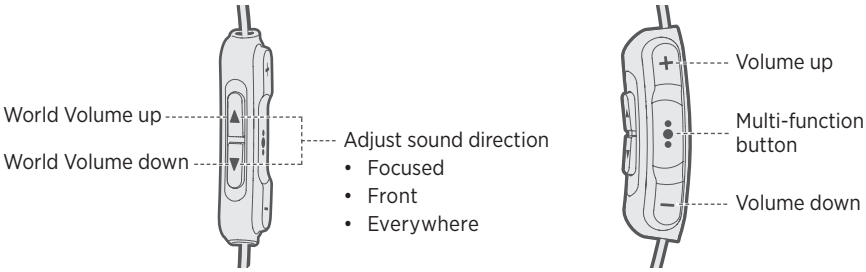 World Volume up
World Volume down
Adjust sound direction
• Focused
• Front
• Everywhere
Volume up
Multi-function
button
Volume down